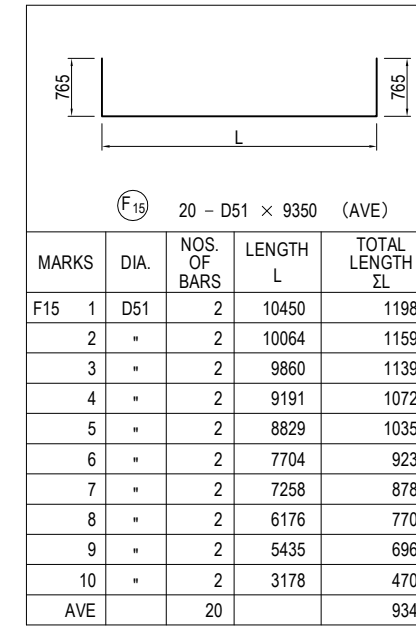 765
765
L
F15 20 – D51 × 9350 (AVE)
MARKS DIA. NOS. OF BARS LENGTH L TOTAL LENGTH ΣL
F15 1 D51 2 10450 1198
2 " 2 10064 1159
3 " 2 9860 1139
4 " 2 9191 1072
5 " 2 8829 1035
6 " 2 7704 923
7 " 2 7258 878
8 " 2 6176 770
9 " 2 5435 696
10 " 2 3178 470
AVE 20 934